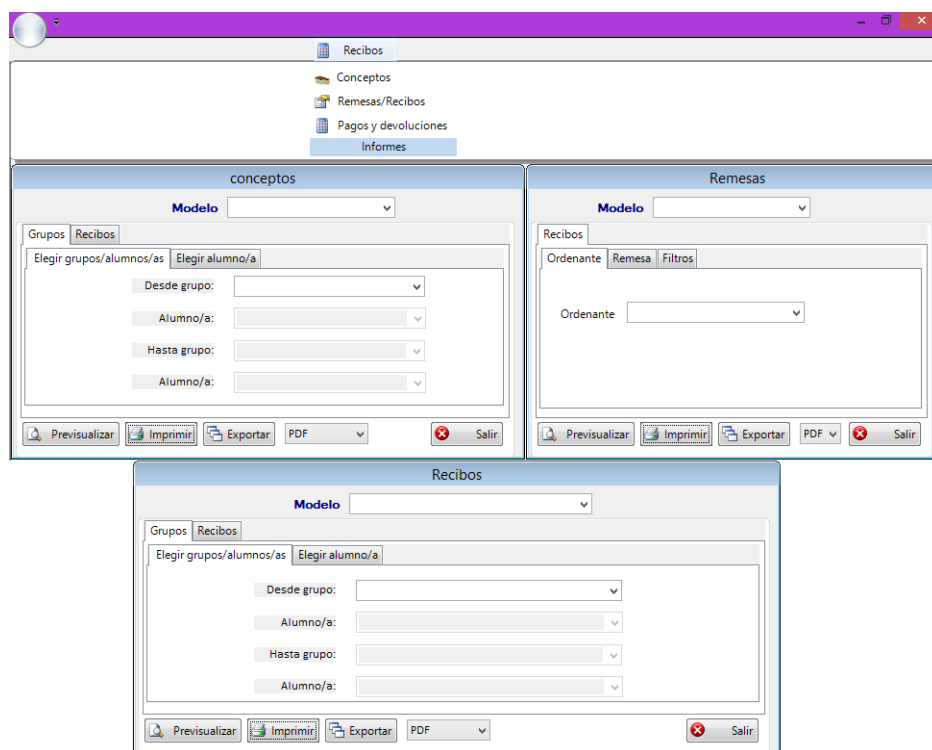 Recibos
Conceptos
Remesas/Recibos
Pagos y devoluciones
Informes
conceptos
Modelo
Grupos Recibos
Elegir grupos/alumnos/as Elegir alumno/a
Desde grupo:
Alumno/a:
Hasta grupo:
Alumno/a:
Previsualizar Imprimir Exportar PDF Salir
Remesas
Modelo
Recibos
Ordenante Remesa Filtros
Ordenante
Previsualizar Imprimir Exportar PDF Salir
Recibos
Modelo
Grupos Recibos
Elegir grupos/alumnos/as Elegir alumno/a
Desde grupo:
Alumno/a:
Hasta grupo:
Alumno/a:
Previsualizar Imprimir Exportar PDF Salir